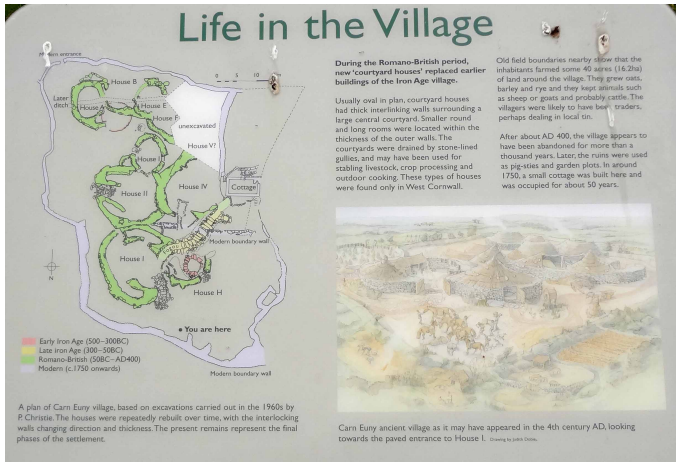 Life in the Village
Modern entrance
House B
Later
ditch
House A
House E
House F
unexcavated
House V?
0 5 10
House II
House IV
Cottage
Modern boundary wall
House I
House H
N
• You are here
Early Iron Age (500–300BC)
Late Iron Age (300–50BC)
Romano-British (50BC–AD400)
Modern (c.1750 onwards)
Modern boundary wall
A plan of Carn Euny village, based on excavations carried out in the 1960s by
P. Christie. The houses were repeatedly rebuilt over time, with the interlocking
walls changing direction and thickness. The present remains represent the final
phases of the settlement.
During the Romano-British period,
new 'courtyard houses' replaced earlier
buildings of the Iron Age village.
Usually oval in plan, courtyard houses
had thick interlinking walls surrounding a
large central courtyard. Smaller round
and long rooms were located within the
thickness of the outer walls. The
courtyards were drained by stone-lined
gullies, and may have been used for
stabling livestock, crop processing and
outdoor cooking. These types of houses
were found only in West Cornwall.
Old field boundaries nearby show that the
inhabitants farmed some 40 acres (16.2ha)
of land around the village. They grew oats,
barley and rye and they kept animals such
as sheep or goats and probably cattle. The
villagers were likely to have been traders,
perhaps dealing in local tin.
After about AD 400, the village appears to
have been abandoned for more than a
thousand years. Later, the ruins were used
as pig-sties and garden plots. In around
1750, a small cottage was built here and
was occupied for about 50 years.
Carn Euny ancient village as it may have appeared in the 4th century AD, looking
towards the paved entrance to House I. Drawing by Judith Dobie.